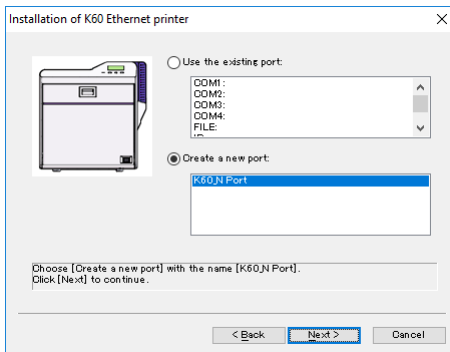 Installation of K60 Ethernet printer
Use the existing port:
COM1:
COM2:
COM3:
COM4:
FILE:
Create a new port:
K60_N Port
Choose [Create a new port] with the name [K60_N Port].
Click [Next] to continue.
< Back
Next >
Cancel